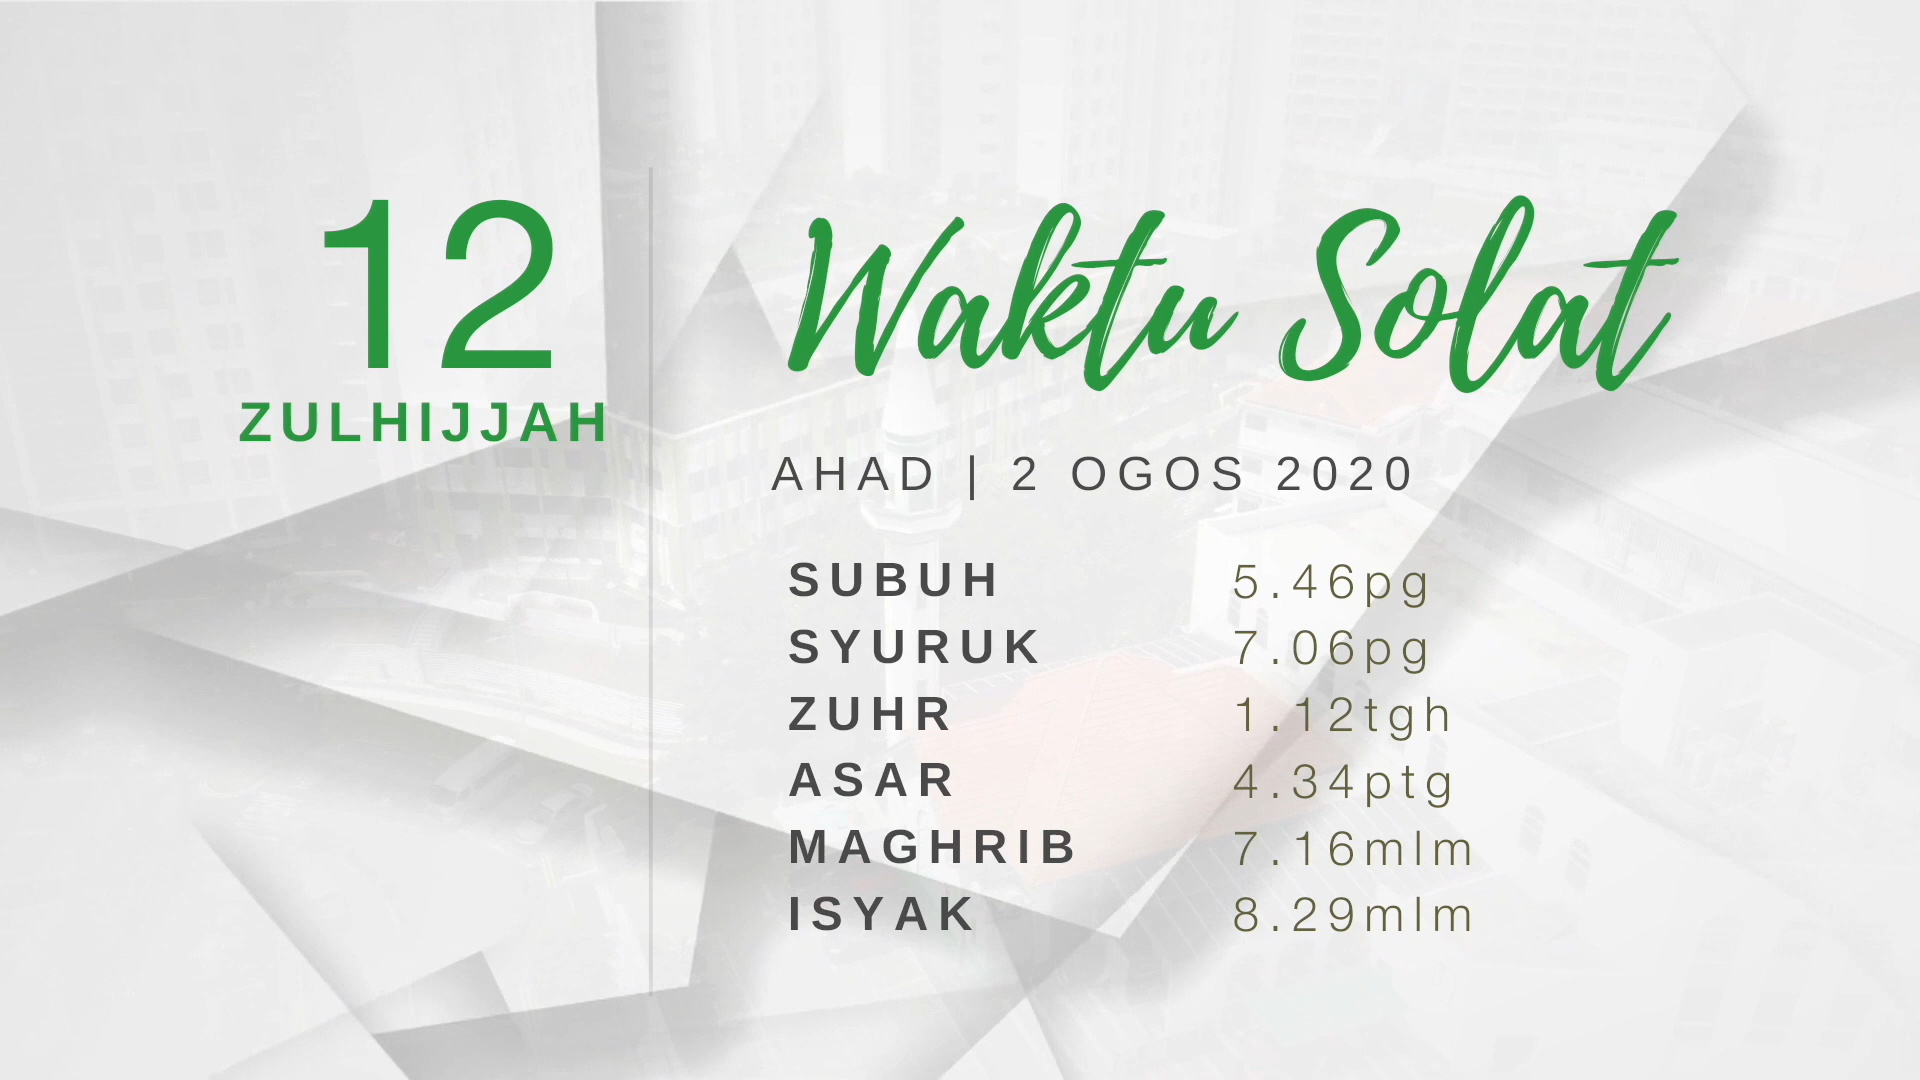 12
ZULHIJJAH
Waktu Solat
AHAD | 2 OGOS 2020
SUBUH 5.46pg
SYURUK 7.06pg
ZUHR 1.12tgh
ASAR 4.34ptg
MAGHRIB 7.16mlm
ISYAK 8.29mlm